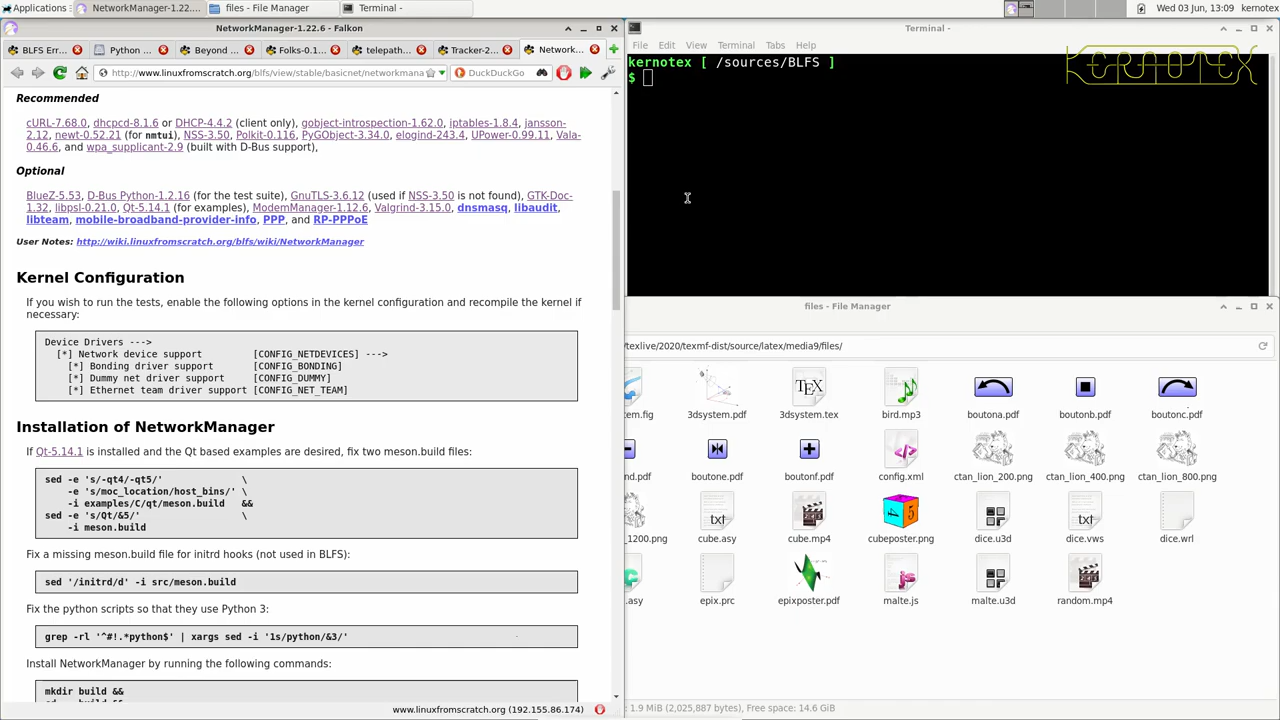 Applications
NetworkManager-1.22....
files - File Manager
Terminal -
Wed 03 Jun, 13:09
kernotex
NetworkManager-1.22.6 - Falkon
BLFS Err...
Python ...
Beyond ...
Folks-0.1...
telepath...
Tracker-2...
Network...
http://www.linuxfromscratch.org/blfs/view/stable/basicnet/networkmana
DuckDuckGo
Recommended
cURL-7.68.0, dhcpcd-8.1.6 or DHCP-4.4.2 (client only), gobject-introspection-1.62.0, iptables-1.8.4, jansson-
2.12, newt-0.52.21 (for nmtui), NSS-3.50, Polkit-0.116, PyGObject-3.34.0, elogind-243.4, UPower-0.99.11, Vala-
0.46.6, and wpa_supplicant-2.9 (built with D-Bus support),
Optional
BlueZ-5.53, D-Bus Python-1.2.16 (for the test suite), GnuTLS-3.6.12 (used if NSS-3.50 is not found), GTK-Doc-
1.32, libpsl-0.21.0, Qt-5.14.1 (for examples), ModemManager-1.12.6, Valgrind-3.15.0, dnsmasq, libaudit,
libteam, mobile-broadband-provider-info, PPP, and RP-PPPoE
User Notes: http://wiki.linuxfromscratch.org/blfs/wiki/NetworkManager
Kernel Configuration
If you wish to run the tests, enable the following options in the kernel configuration and recompile the kernel if
necessary:
Device Drivers --->
[*] Network device support [CONFIG_NETDEVICES] --->
[*] Bonding driver support [CONFIG_BONDING]
[*] Dummy net driver support [CONFIG_DUMMY]
[*] Ethernet team driver support [CONFIG_NET_TEAM]
Installation of NetworkManager
If Qt-5.14.1 is installed and the Qt based examples are desired, fix two meson.build files:
sed -e 's/-qt4/-qt5/' \
-e 's/moc_location/host_bins/' \
-i examples/C/qt/meson.build &&
sed -e 's/Qt/&5/' \
-i meson.build
Fix a missing meson.build file for initrd hooks (not used in BLFS):
sed '/initrd/d' -i src/meson.build
Fix the python scripts so that they use Python 3:
grep -rl '^#!.*python$' | xargs sed -i '1s/python/&3/'
Install NetworkManager by running the following commands:
mkdir build &&
www.linuxfromscratch.org (192.155.86.174)
Terminal -
File Edit View Terminal Tabs Help
kernotex [ /sources/BLFS ]
$
KERNOTEX
files - File Manager
/texlive/2020/texmf-dist/source/latex/media9/files/
tem.fig 3dsystem.pdf 3dsystem.tex bird.mp3 boutona.pdf boutonb.pdf boutonc.pdf
nd.pdf boutone.pdf boutonf.pdf config.xml ctan_lion_200.png ctan_lion_400.png ctan_lion_800.png
_1200.png cube.asy cube.mp4 cubeposter.png dice.u3d dice.vws dice.wrl
.asy epix.prc epixposter.pdf malte.js malte.u3d random.mp4
: 1.9 MiB (2,025,887 bytes), Free space: 14.6 GiB